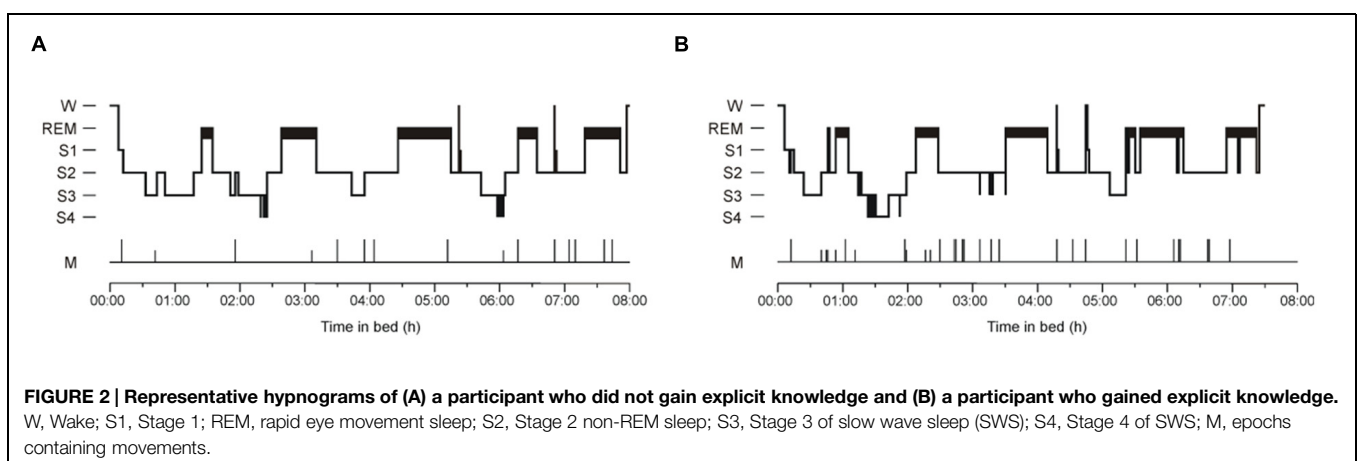 A
B
W
REM
S1
S2
S3
S4
M
00:00 01:00 02:00 03:00 04:00 05:00 06:00 07:00 08:00
Time in bed (h)
W
REM
S1
S2
S3
S4
M
00:00 01:00 02:00 03:00 04:00 05:00 06:00 07:00 08:00
Time in bed (h)
FIGURE 2 | Representative hypnograms of (A) a participant who did not gain explicit knowledge and (B) a participant who gained explicit knowledge.
W, Wake; S1, Stage 1; REM, rapid eye movement sleep; S2, Stage 2 non-REM sleep; S3, Stage 3 of slow wave sleep (SWS); S4, Stage 4 of SWS; M, epochs
containing movements.